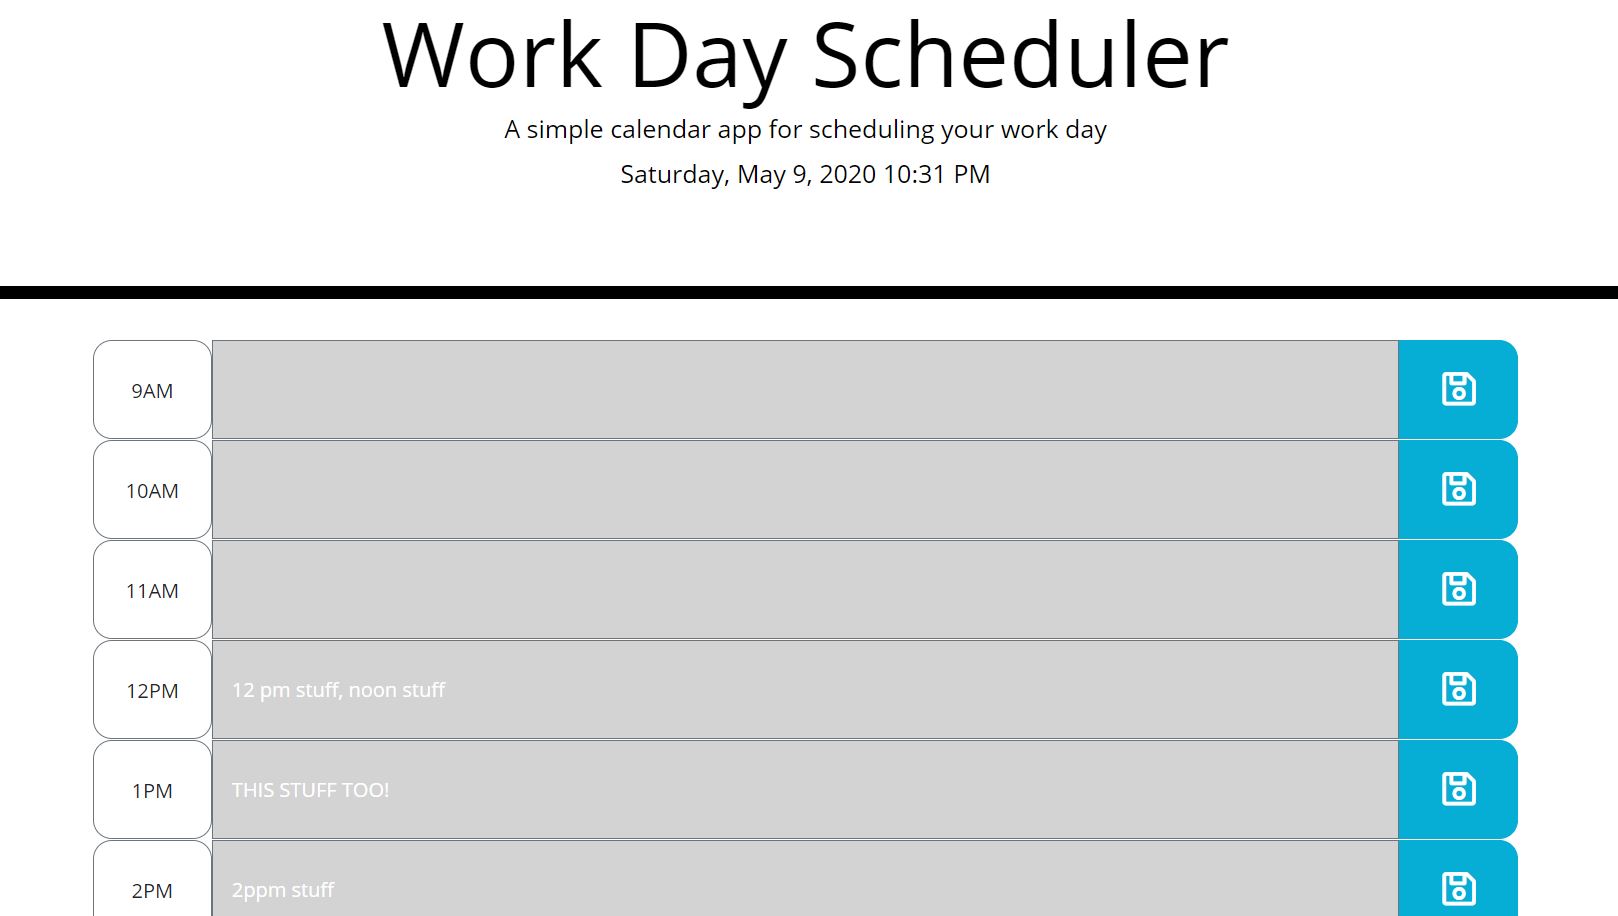 Work Day Scheduler
A simple calendar app for scheduling your work day
Saturday, May 9, 2020 10:31 PM
9AM
10AM
11AM
12PM 12 pm stuff, noon stuff
1PM THIS STUFF TOO!
2PM 2ppm stuff